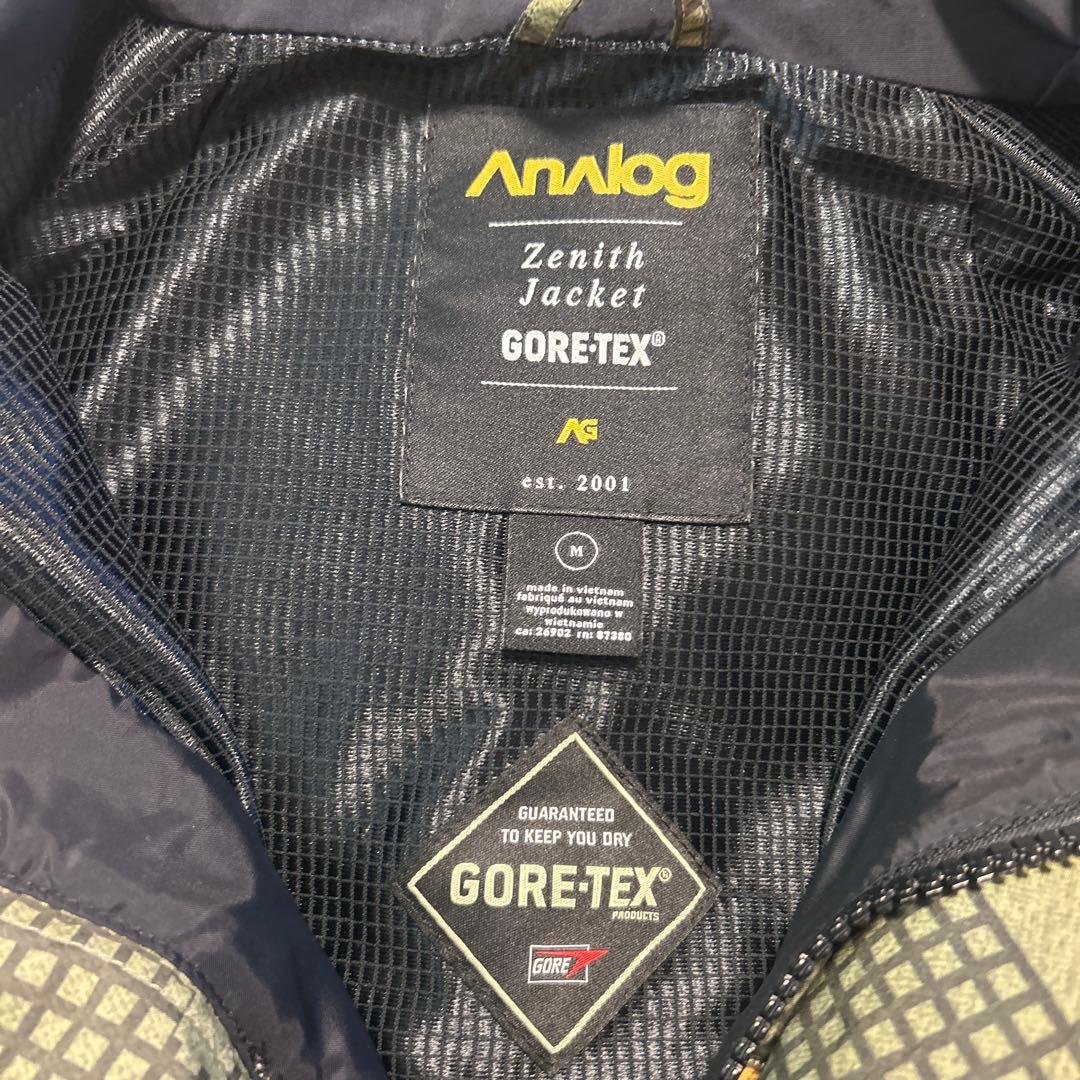 Analog
Zenith
Jacket
GORE-TEX®
AG
est. 2001
M
made in vietnam
fabriqué au vietnam
wyprodukowano w
wietnamie
ca: 26902 rn: 87380
GUARANTEED
TO KEEP YOU DRY
GORE-TEX®
PRODUCTS
GORE